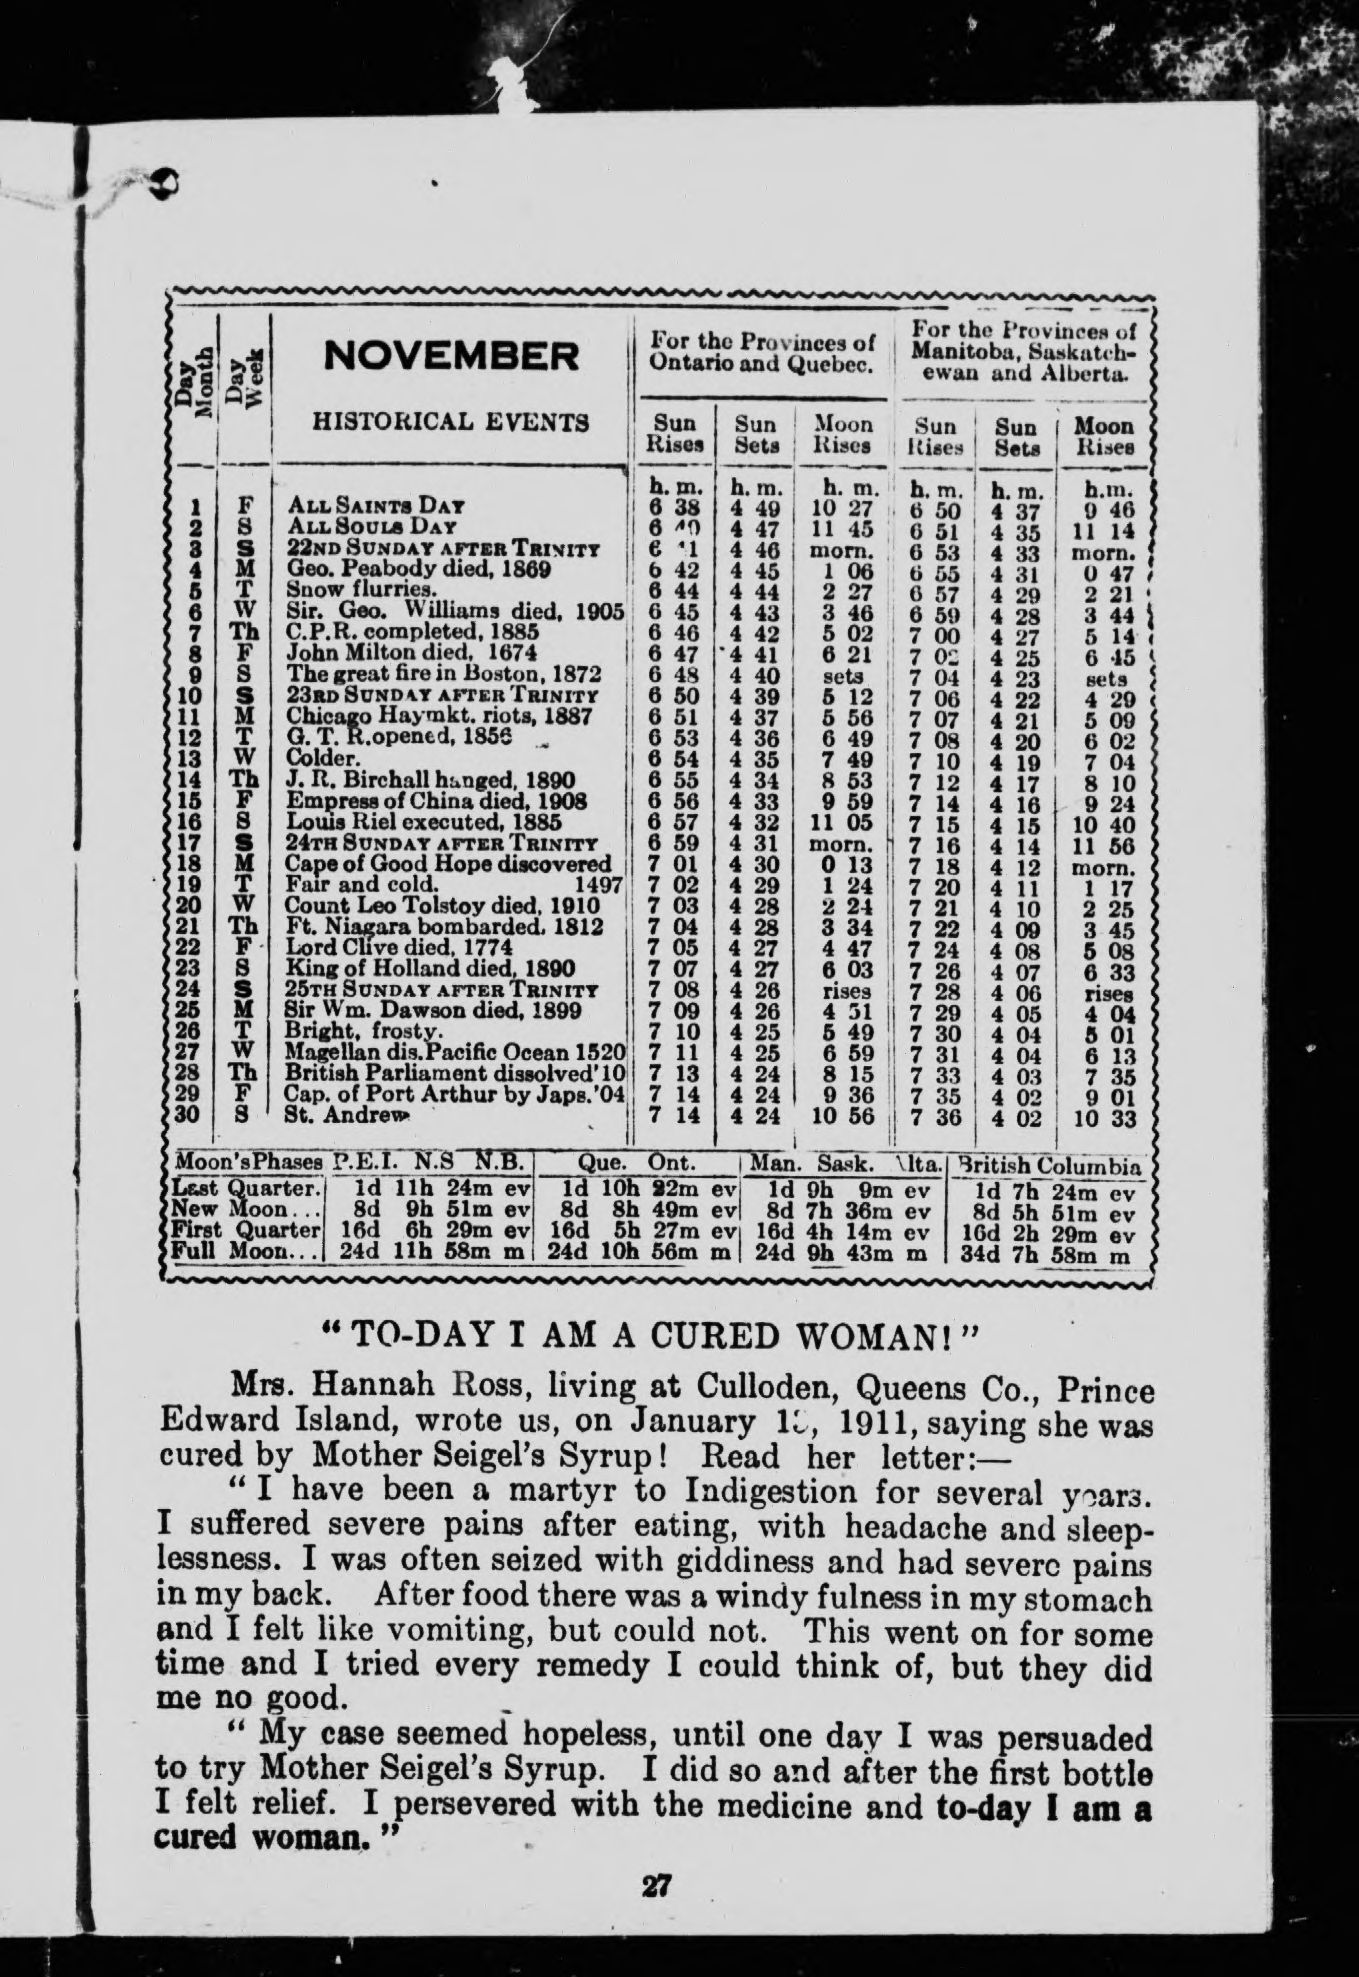 Day Month
Day Week
NOVEMBER
HISTORICAL EVENTS
For the Provinces of Ontario and Quebec.
For the Provinces of Manitoba, Saskatch-ewan and Alberta.
Sun Rises Sun Sets Moon Rises Sun Rises Sun Sets Moon Rises
h. m. h. m. h. m. h. m. h. m. h.m.
1 F ALL SAINTS DAY 6 38 4 49 10 27 6 50 4 37 9 46
2 S ALL SOULS DAY 6 4 47 11 45 6 51 4 35 11 14
3 S 22ND SUNDAY AFTER TRINITY 6 4 46 morn. 6 53 4 33 morn.
4 M Geo. Peabody died, 1869 6 42 4 45 1 06 6 55 4 31 0 47
5 T Snow flurries. 6 44 4 44 2 27 6 57 4 29 2 21
6 W Sir. Geo. Williams died, 1905 6 45 4 43 3 46 6 59 4 28 3 44
7 Th C.P.R. completed, 1885 6 46 4 42 5 02 7 00 4 27 5 14
8 F John Milton died, 1674 6 47 4 41 6 21 7 4 25 6 45
9 S The great fire in Boston, 1872 6 48 4 40 sets 7 04 4 23 sets
10 S 23RD SUNDAY AFTER TRINITY 6 50 4 39 5 12 7 06 4 22 4 29
11 M Chicago Haymkt. riots, 1887 6 51 4 37 5 56 7 07 4 21 5 09
12 T G. T. R. opened, 1856 6 53 4 36 6 49 7 08 4 20 6 02
13 W Colder. 6 54 4 35 7 49 7 10 4 19 7 04
14 Th J. R. Birchall hanged, 1890 6 55 4 34 8 53 7 12 4 17 8 10
15 F Empress of China died, 1908 6 56 4 33 9 59 7 14 4 16 9 24
16 S Louis Riel executed, 1885 6 57 4 32 11 05 7 15 4 15 10 40
17 S 24TH SUNDAY AFTER TRINITY 6 59 4 31 morn. 7 16 4 14 11 56
18 M Cape of Good Hope discovered 7 01 4 30 0 13 7 18 4 12 morn.
19 T Fair and cold. 1497 7 02 4 29 1 24 7 20 4 11 1 17
20 W Count Leo Tolstoy died, 1910 7 03 4 28 2 24 7 21 4 10 2 25
21 Th Ft. Niagara bombarded. 1812 7 04 4 28 3 34 7 22 4 09 3 45
22 F Lord Clive died, 1774 7 05 4 27 4 47 7 24 4 08 5 08
23 S King of Holland died, 1890 7 07 4 27 6 03 7 26 4 07 6 33
24 S 25TH SUNDAY AFTER TRINITY 7 08 4 26 rises 7 28 4 06 rises
25 M Sir Wm. Dawson died, 1899 7 09 4 26 4 7 29 4 05 4 04
26 T Bright, frosty. 7 10 4 25 5 49 7 30 4 04 5 01
27 W Magellan dis. Pacific Ocean 1520 7 11 4 25 6 59 7 31 4 04 6 13
28 Th British Parliament dissolved '10 7 13 4 24 8 15 7 33 4 03 7 35
29 F Cap. of Port Arthur by Japs. '04 7 14 4 24 9 36 7 35 4 02 9 01
30 S St. Andrew 7 14 4 24 10 56 7 36 4 02 10 33
Moon's Phases P.E.I. N.S N.B. Que. Ont. Man. Sask. Alta. British Columbia
Last Quarter. 1d 11h 24m ev 1d 10h 22m ev 1d 9h 9m ev 1d 7h 24m ev
New Moon... 8d 9h 51m ev 8d 8h 49m ev 8d 7h 36m ev 8d 5h 51m ev
First Quarter 16d 6h 29m ev 16d 5h 27m ev 16d 4h 14m ev 16d 2h 29m ev
Full Moon... 24d 11h 58m m 24d 10h 56m m 24d 9h 43m m 34d 7h 58m m
"TO-DAY I AM A CURED WOMAN!"
Mrs. Hannah Ross, living at Culloden, Queens Co., Prince
Edward Island, wrote us, on January 1911, saying she was
cured by Mother Seigel's Syrup! Read her letter:—
"I have been a martyr to Indigestion for several years.
I suffered severe pains after eating, with headache and sleep-
lessness. I was often seized with giddiness and had severe pains
in my back. After food there was a windy fulness in my stomach
and I felt like vomiting, but could not. This went on for some
time and I tried every remedy I could think of, but they did
me no good.
"My case seemed hopeless, until one day I was persuaded
to try Mother Seigel's Syrup. I did so and after the first bottle
I felt relief. I persevered with the medicine and to-day I am a
cured woman."
27